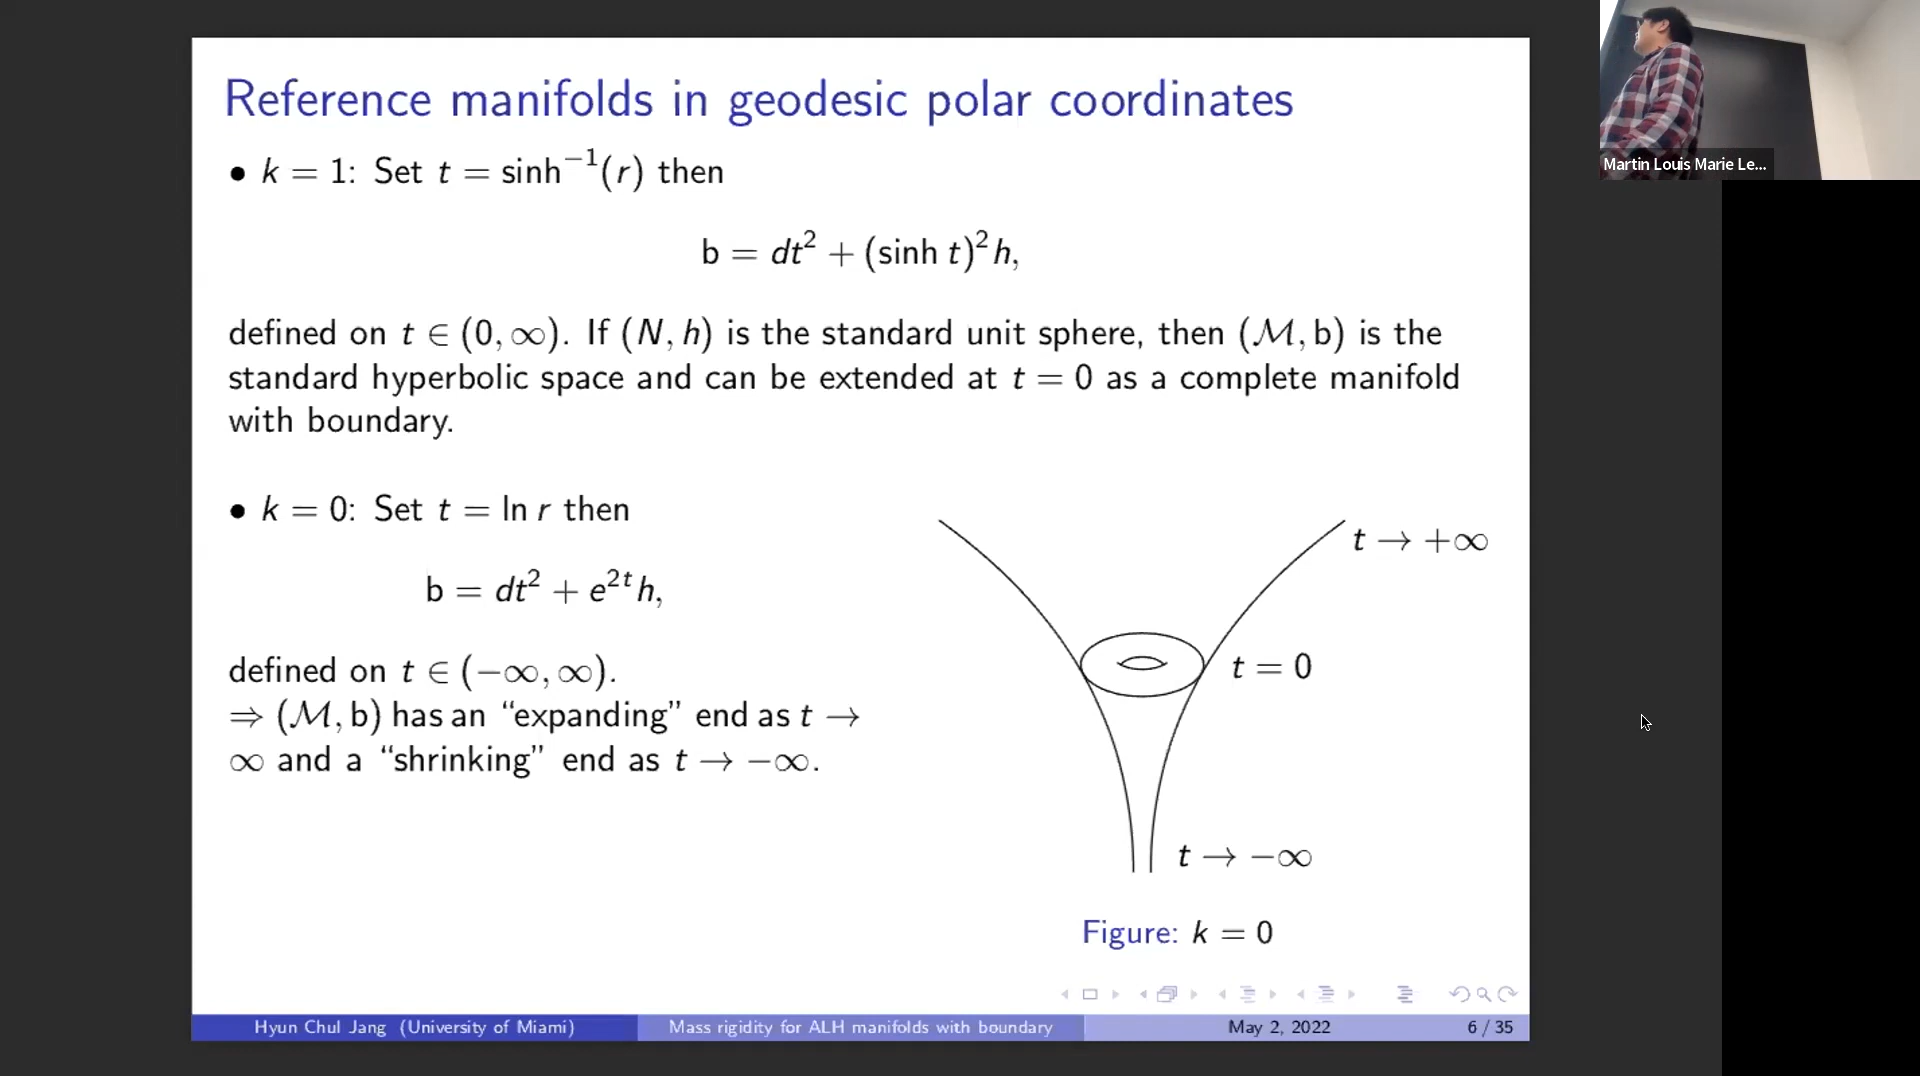 Reference manifolds in geodesic polar coordinates
• k = 1: Set t = sinh⁻¹(r) then
b = dt² + (sinh t)²h,
defined on t ∈ (0, ∞). If (N, h) is the standard unit sphere, then (ℳ, b) is the
standard hyperbolic space and can be extended at t = 0 as a complete manifold
with boundary.
• k = 0: Set t = ln r then
b = dt² + e²ᵗh,
defined on t ∈ (−∞, ∞).
⇒ (ℳ, b) has an “expanding” end as t →
∞ and a “shrinking” end as t → −∞.
t → +∞
t = 0
t → −∞
Figure: k = 0
Hyun Chul Jang (University of Miami)
Mass rigidity for ALH manifolds with boundary
May 2, 2022
6 / 35
Martin Louis Marie Le...